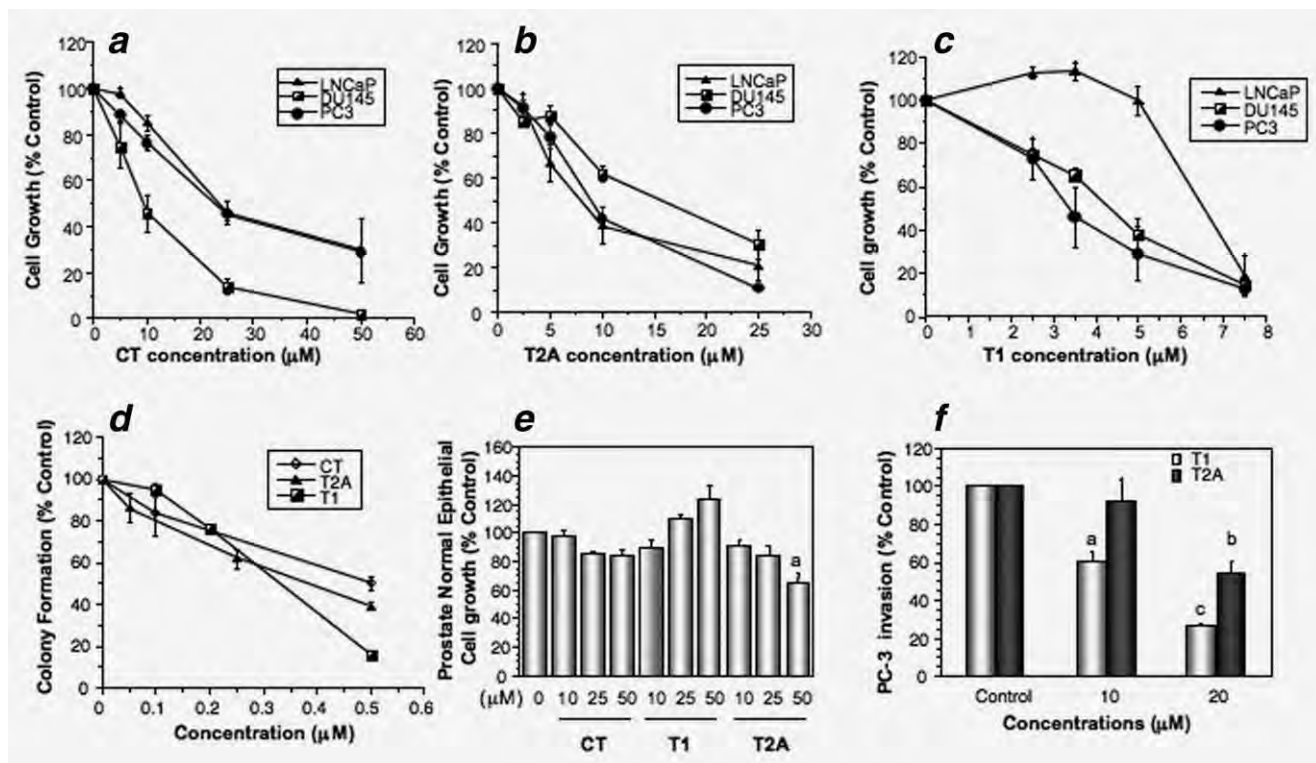 a
120
100
80
60
40
20
0
Cell Growth (% Control)
LNCaP
DU145
PC3
0 10 20 30 40 50 60
CT concentration (μM)
b
120
100
80
60
40
20
0
Cell Growth (% Control)
LNCaP
DU145
PC3
0 5 10 15 20 25 30
T2A concentration (μM)
c
120
100
80
60
40
20
0
Cell growth (% Control)
LNCaP
DU145
PC3
0 1 2 3 4 5 6 7 8
T1 concentration (μM)
d
120
100
80
60
40
20
0
Colony Formation (% Control)
CT
T2A
T1
0 0.1 0.2 0.3 0.4 0.5 0.6
Concentration (μM)
e
160
140
120
100
80
60
40
20
0
Prostate Normal Epithelial
Cell growth (% Control)
a
(μM) 0 10 25 50 10 25 50 10 25 50
CT T1 T2A
f
120
100
80
60
40
20
0
PC-3 invasion (% Control)
T1
T2A
a
b
c
Control 10 20
Concentrations (μM)